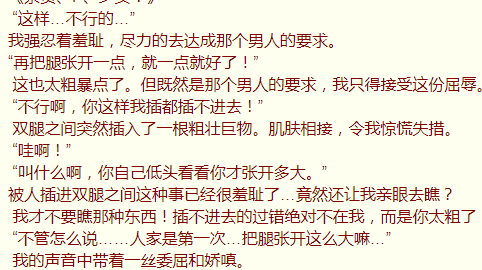 “这样…不行的…”
我强忍着羞耻，尽力的去达成那个男人的要求。
“再把腿张开一点，就一点就好了！”
这也太粗暴点了。但既然是那个男人的要求，我只得接受这份屈辱。
“不行啊，你这样我插都插不进去！”
双腿之间突然插入了一根粗壮巨物。肌肤相接，令我惊慌失措。
“哇啊！”
“叫什么啊，你自己低头看看你才张开多大。”
被人插进双腿之间这种事已经很羞耻了…竟然还让我亲眼去瞧？
我才不要瞧那种东西！插不进去的过错绝对不在我，而是你太粗了
“不管怎么说……人家是第一次…把腿张开这么大嘛…”
我的声音中带着一丝委屈和娇嗔。